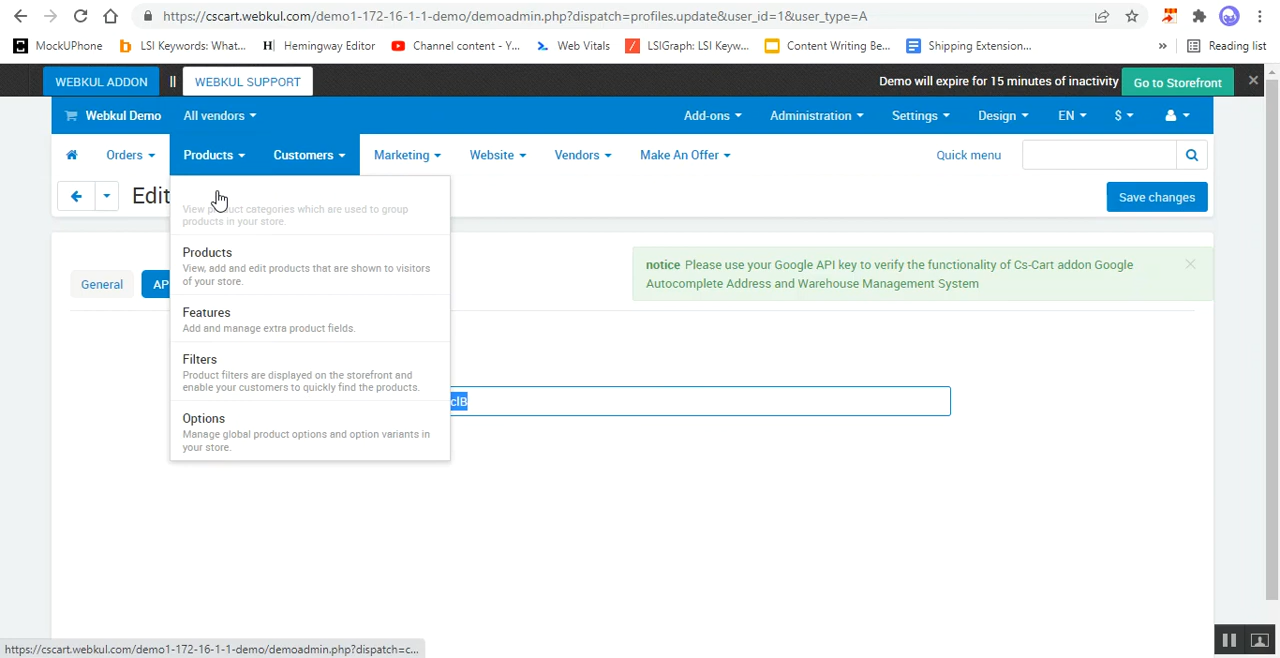 https://cscart.webkul.com/demo1-172-16-1-1-demo/demoadmin.php?dispatch=profiles.update&user_id=1&user_type=A
MockUPhone LSI Keywords: What... Hemingway Editor Channel content - Y... Web Vitals LSIGraph: LSI Keyw... Content Writing Be... Shipping Extension... » Reading list
WEBKUL ADDON || WEBKUL SUPPORT Demo will expire for 15 minutes of inactivity Go to Storefront
Webkul Demo All vendors Add-ons Administration Settings Design EN $
Orders Products Customers Marketing Website Vendors Make An Offer Quick menu
Edit Save changes
View product categories which are used to group
products in your store.
Products
View, add and edit products that are shown to visitors
of your store.
Features
Add and manage extra product fields.
Filters
Product filters are displayed on the storefront and
enable your customers to quickly find the products.
Options
Manage global product options and option variants in
your store.
General AP
notice Please use your Google API key to verify the functionality of Cs-Cart addon Google
Autocomplete Address and Warehouse Management System
https://cscart.webkul.com/demo1-172-16-1-1-demo/demoadmin.php?dispatch=c...